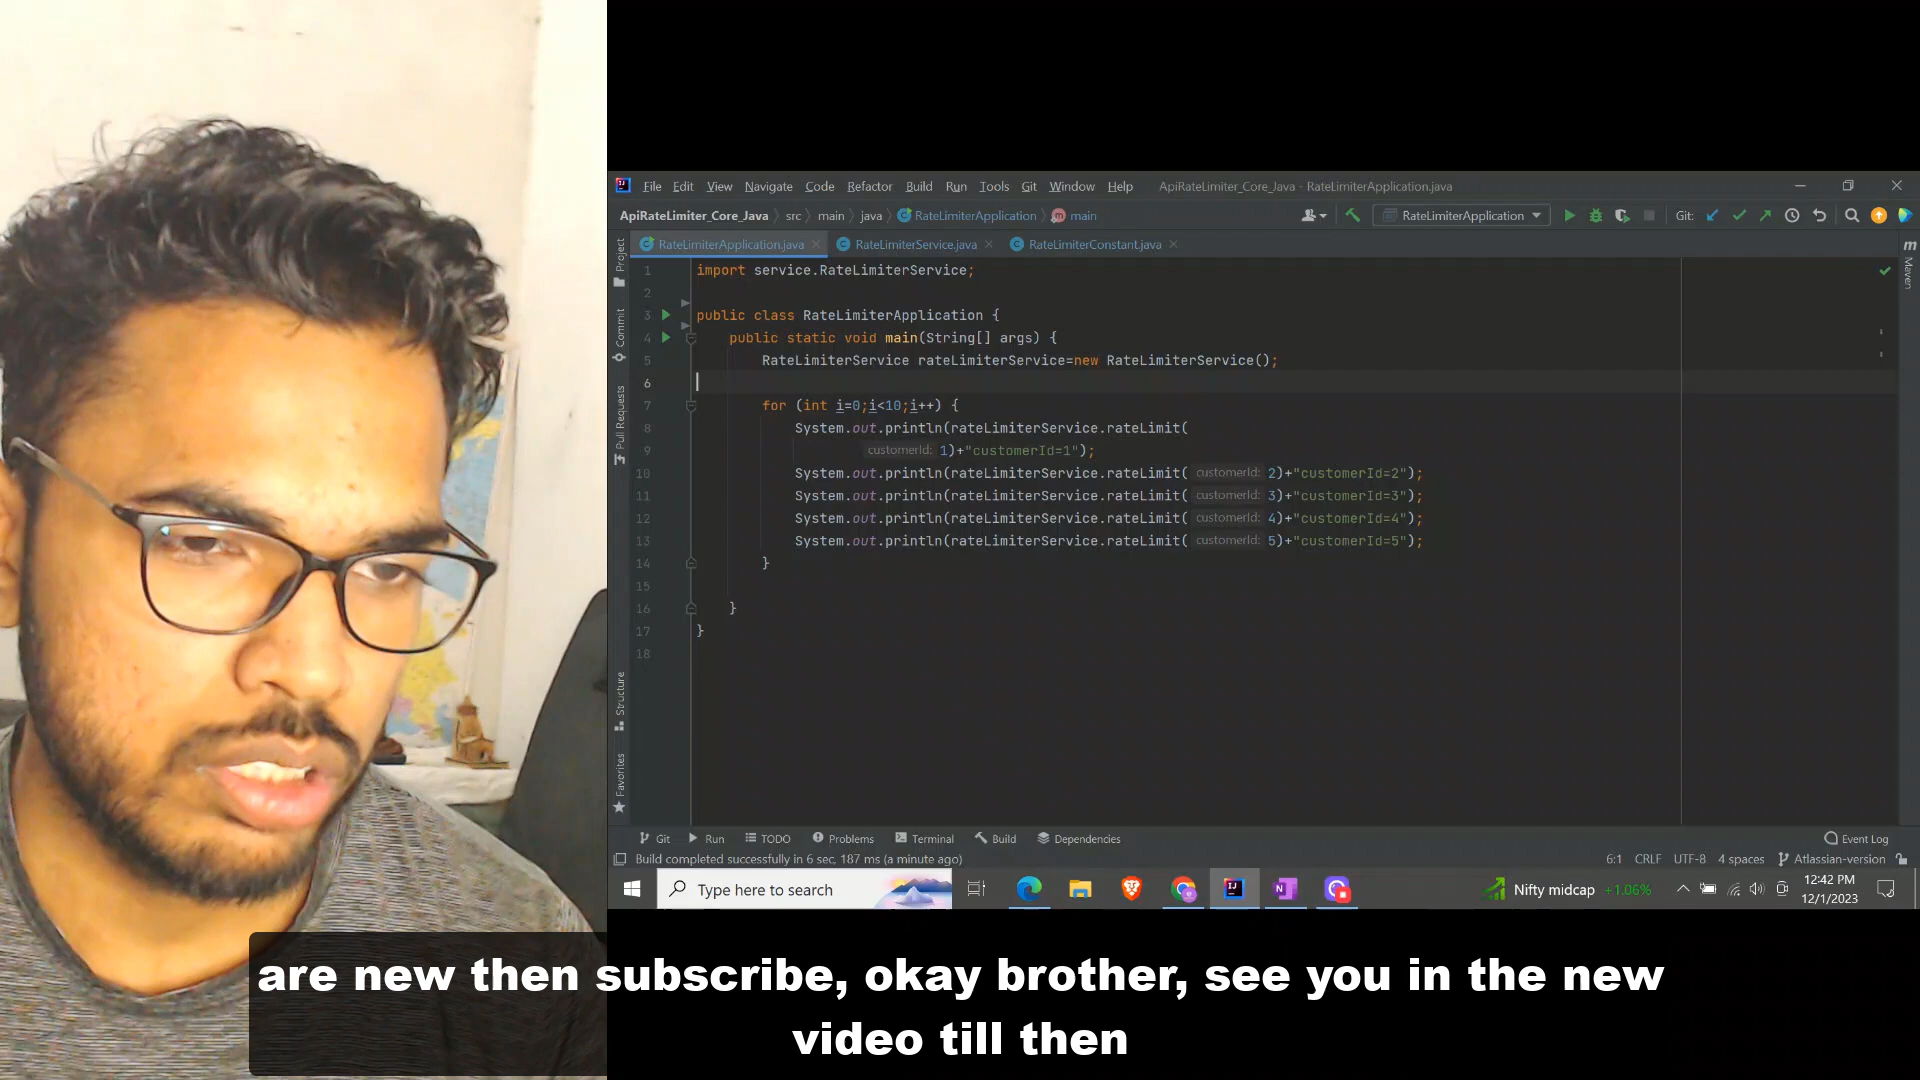 File Edit View Navigate Code Refactor Build Run Tools Git Window Help ApiRateLimiter_Core_Java - RateLimiterApplication.java
ApiRateLimiter_Core_Java src main java RateLimiterApplication main RateLimiterApplication Git:
RateLimiterApplication.java RateLimiterService.java RateLimiterConstant.java
Project
Commit
Pull Requests
Structure
Favorites
Maven
1 import service.RateLimiterService;
2
3 public class RateLimiterApplication {
4 public static void main(String[] args) {
5 RateLimiterService rateLimiterService=new RateLimiterService();
6
7 for (int i=0;i<10;i++) {
8 System.out.println(rateLimiterService.rateLimit(
9 customerId: 1)+"customerId=1");
10 System.out.println(rateLimiterService.rateLimit( customerId: 2)+"customerId=2");
11 System.out.println(rateLimiterService.rateLimit( customerId: 3)+"customerId=3");
12 System.out.println(rateLimiterService.rateLimit( customerId: 4)+"customerId=4");
13 System.out.println(rateLimiterService.rateLimit( customerId: 5)+"customerId=5");
14 }
15
16 }
17 }
18
Git Run TODO Problems Terminal Build Dependencies Event Log
Build completed successfully in 6 sec, 187 ms (a minute ago) 6:1 CRLF UTF-8 4 spaces Atlassian-version
Type here to search Nifty midcap +1.06% 12:42 PM
12/1/2023
are new then subscribe, okay brother, see you in the new
video till then